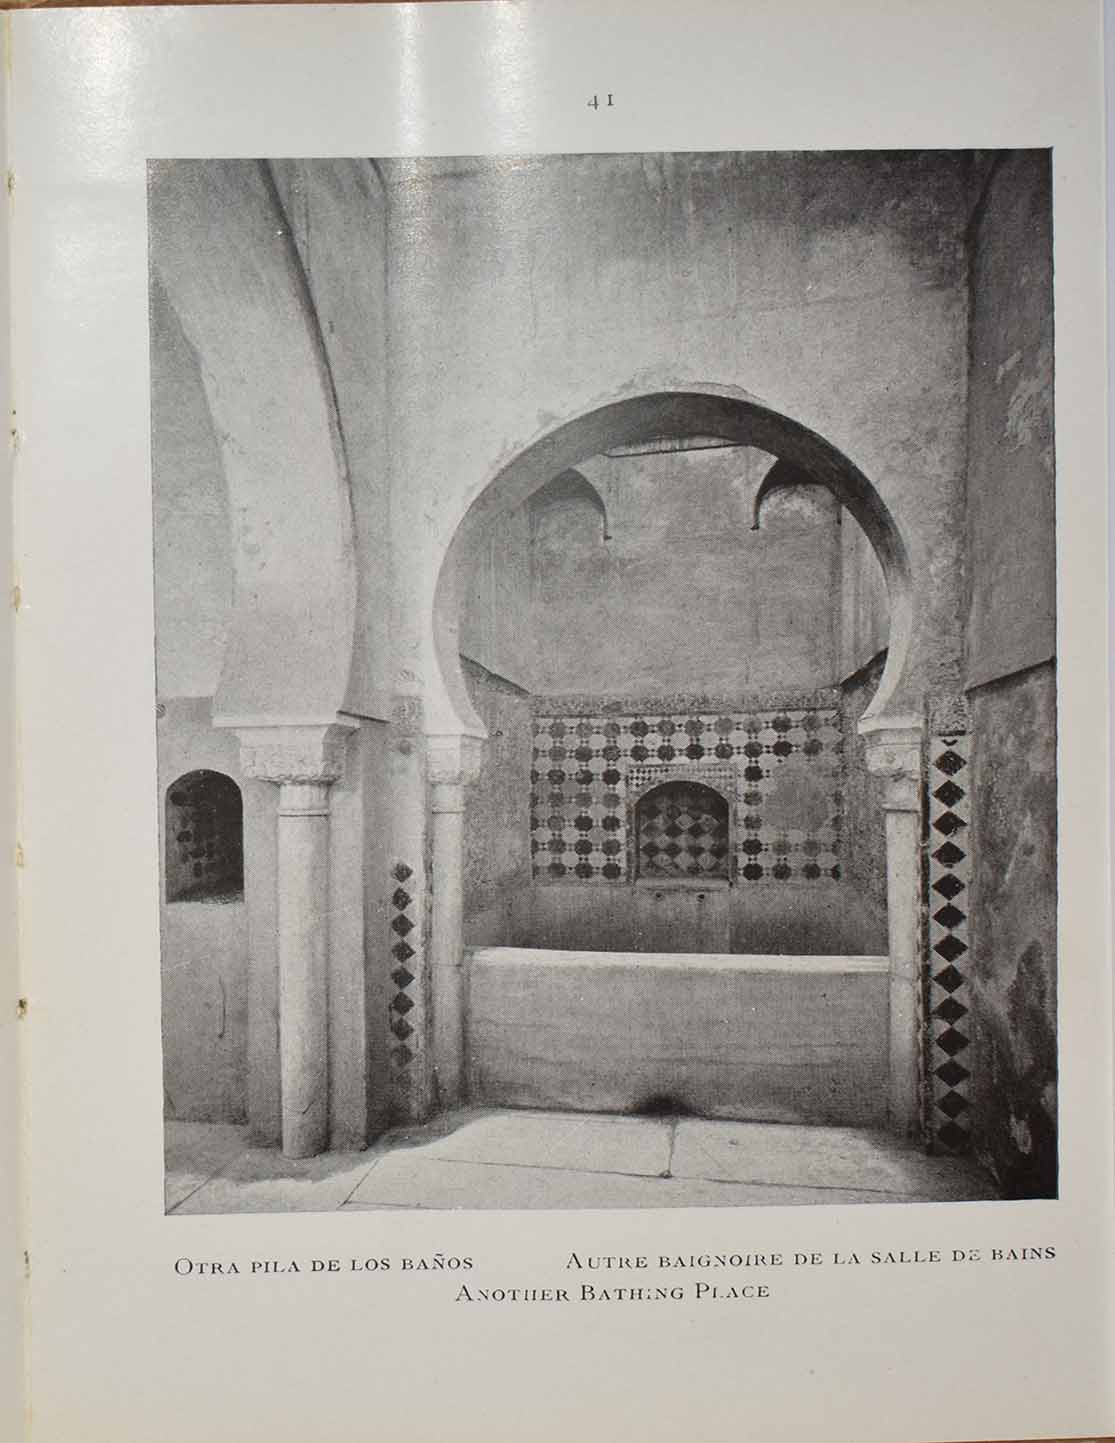 41
OTRA PILA DE LOS BAÑOS AUTRE BAIGNOIRE DE LA SALLE DE BAINS
ANOTHER BATHING PLACE